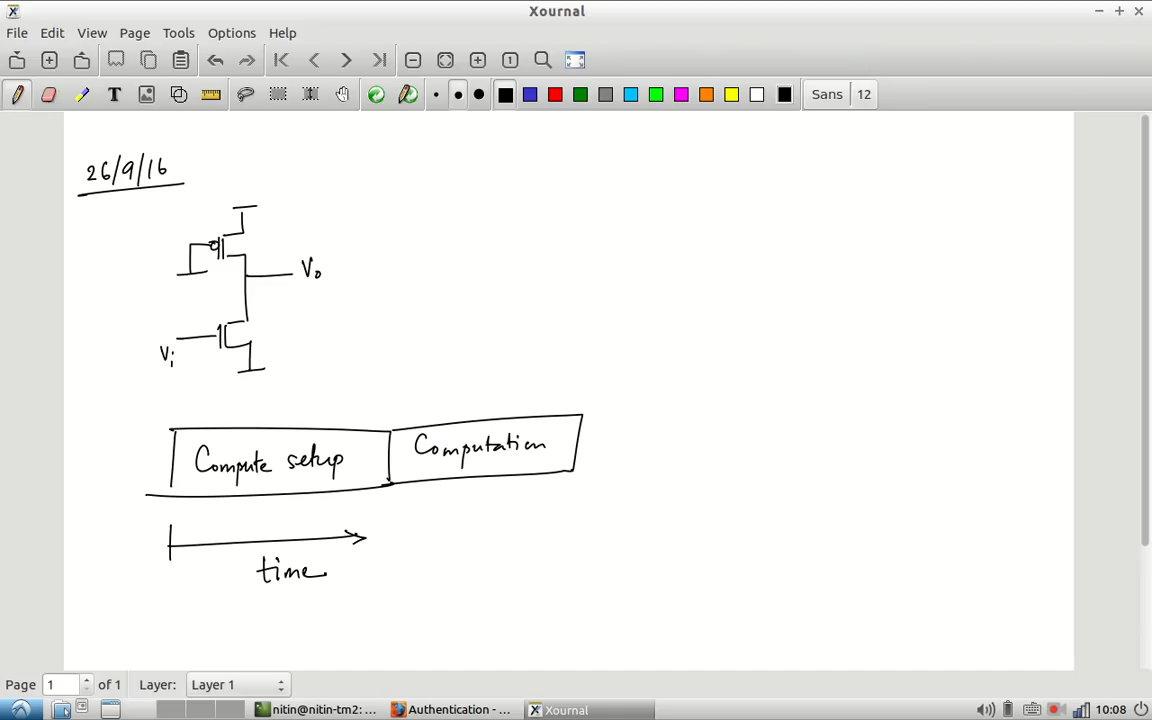 Xournal
File Edit View Page Tools Options Help
Sans 12
26/9/16
Vo
Vi
Compute setup
Computation
time
Page 1 of 1 Layer: Layer 1
nitin@nitin-tm2: ... Authentication - ... Xournal 10:08